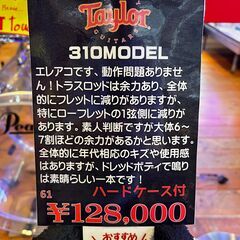 Taylor
GUITARS
310MODEL
エレアコです、動作問題ありませ
ん!トラスロットは余力あり、全体
的にフレットに減りがありますが、
特にローフレットの1弦側に減りが
あります。素人判断ですが大体6~
7割ほどの余力があるかと思います。
全体的に年代相応のキズや使用感
はありますが、ドレットボディで鳴り
は素晴らしい一本です!
ハードケース付
61
¥128,000
おすすめ